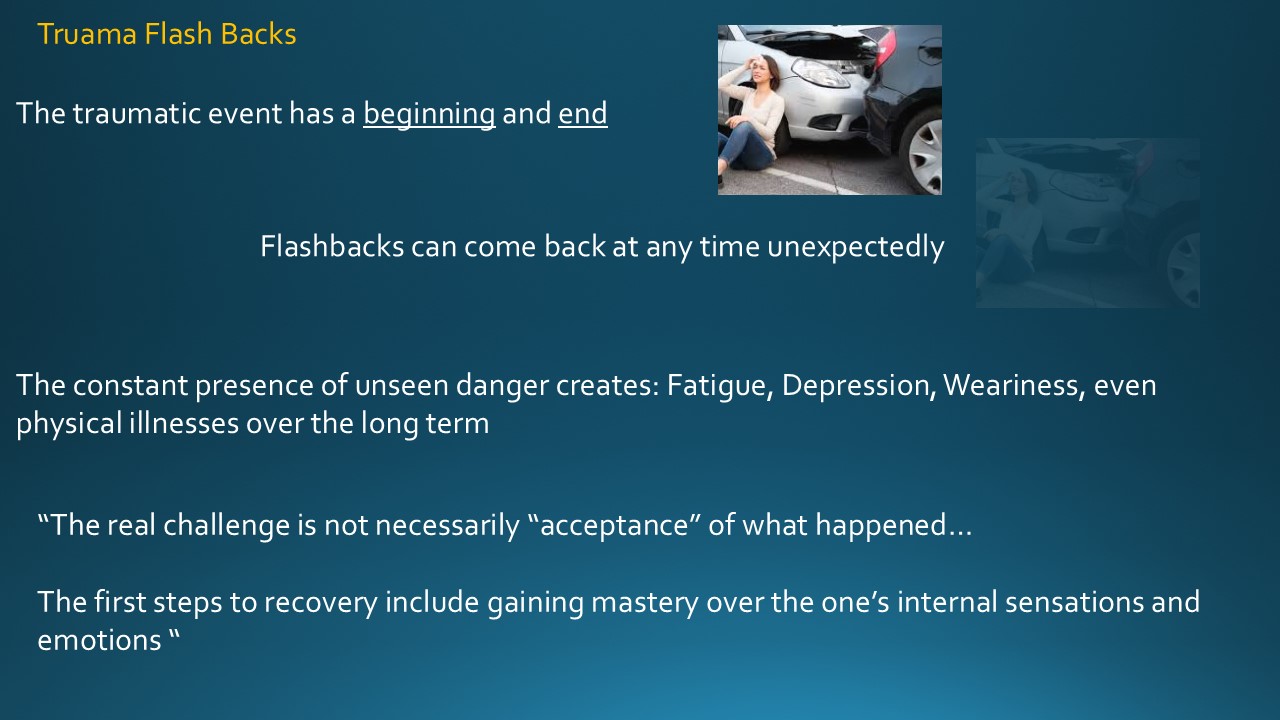 Truama Flash Backs
The traumatic event has a beginning and end
Flashbacks can come back at any time unexpectedly
The constant presence of unseen danger creates: Fatigue, Depression, Weariness, even
physical illnesses over the long term
“The real challenge is not necessarily “acceptance” of what happened…
The first steps to recovery include gaining mastery over the one’s internal sensations and
emotions “